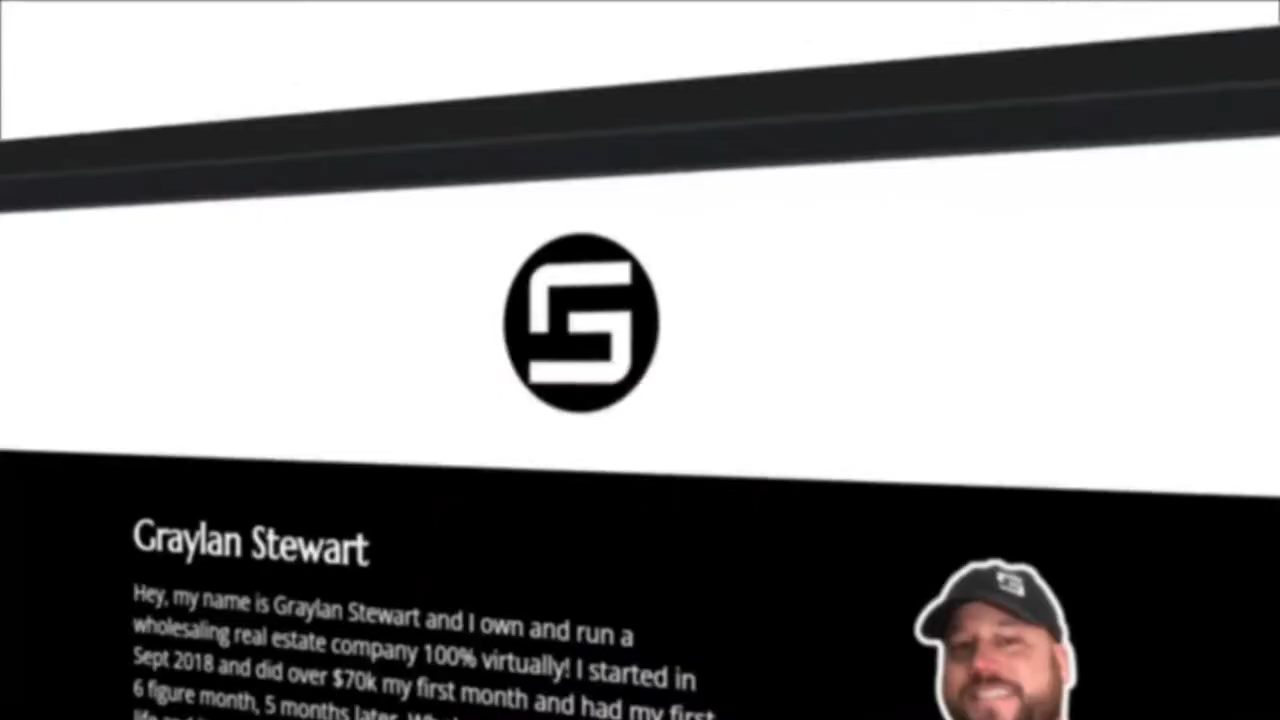 GS
Graylan Stewart
Hey, my name is Graylan Stewart and I own and run a
wholesaling real estate company 100% virtually! I started in
Sept 2018 and did over $70k my first month and had my first
6 figure month, 5 months later.